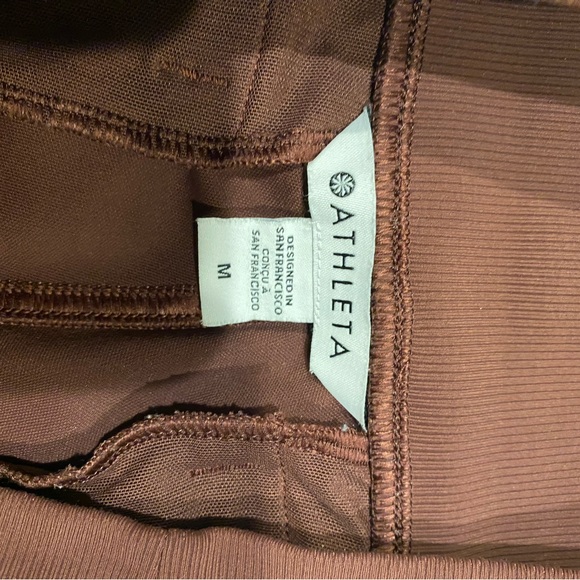 ATHLETA
DESIGNED IN
SAN FRANCISCO
CONÇU À
SAN FRANCISCO
M